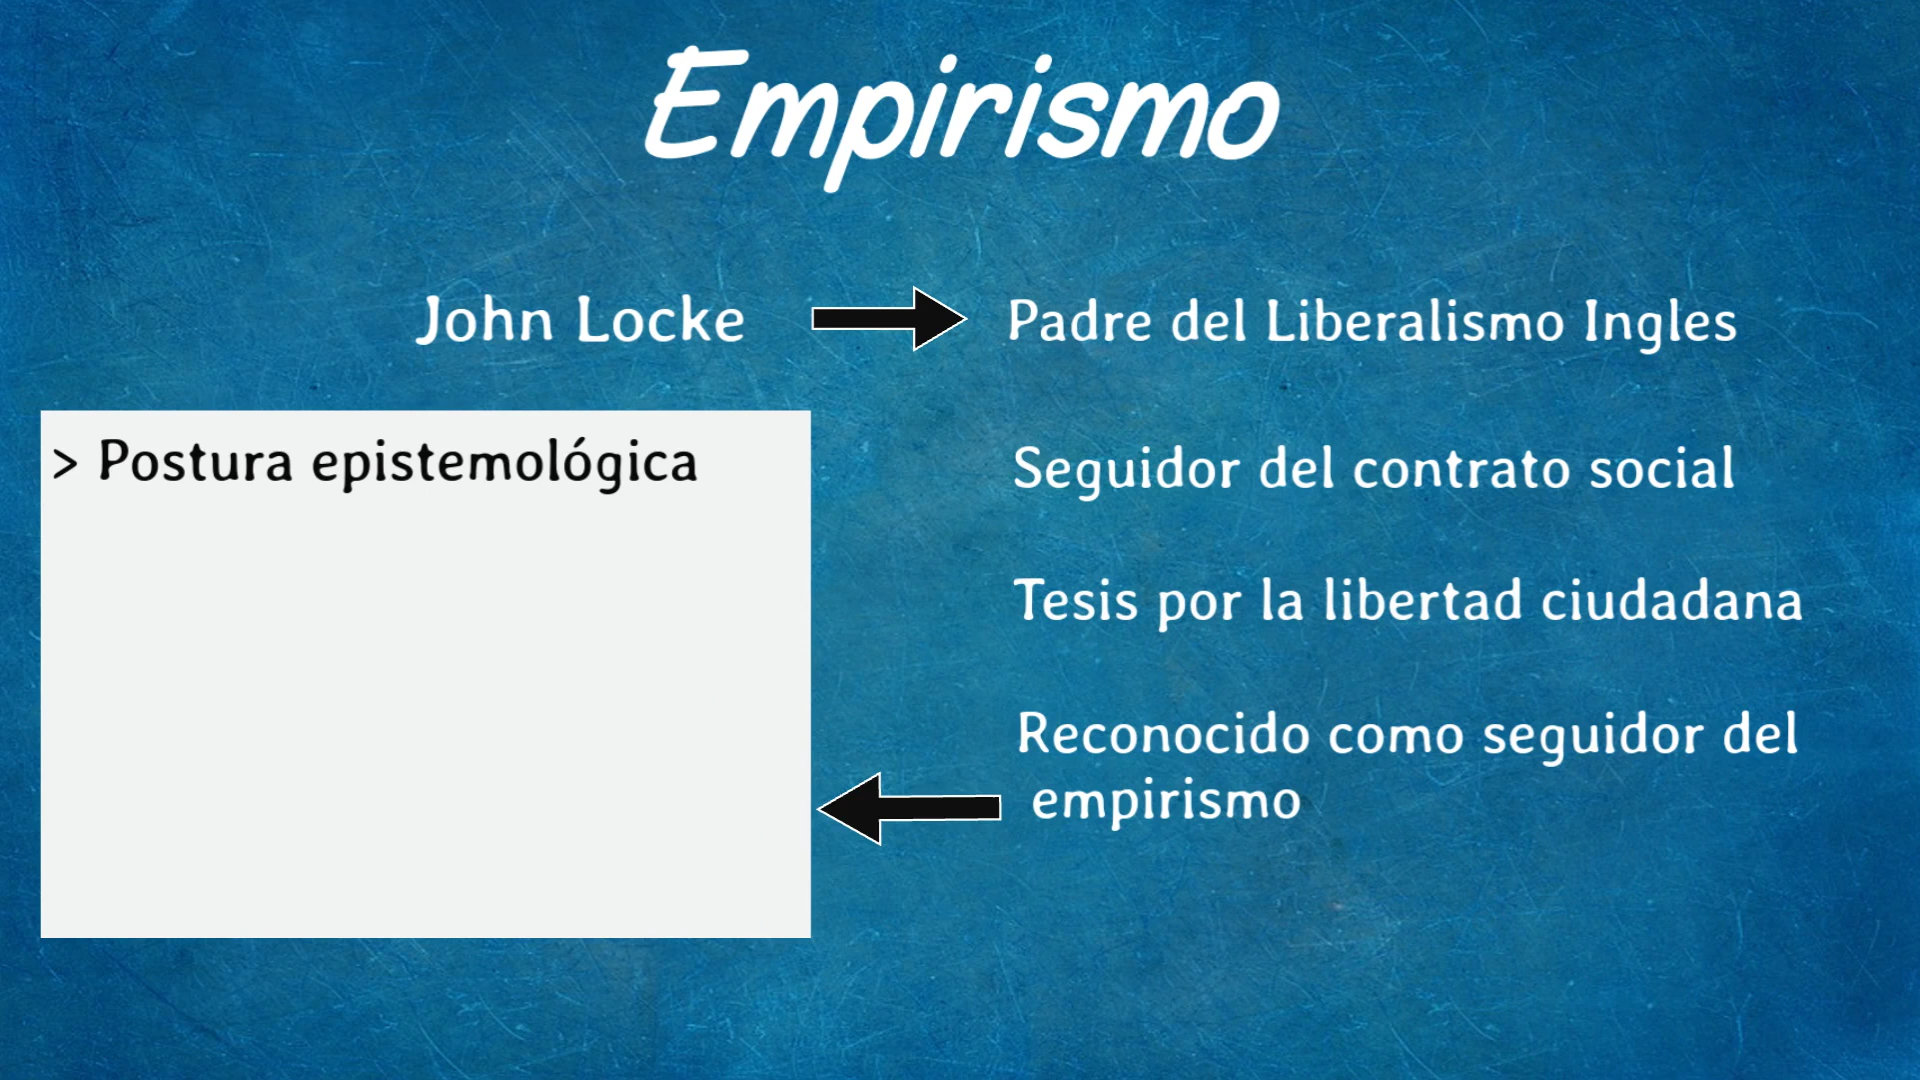 Empirismo
John Locke
Padre del Liberalismo Ingles
> Postura epistemológica
Seguidor del contrato social
Tesis por la libertad ciudadana
Reconocido como seguidor del
empirismo